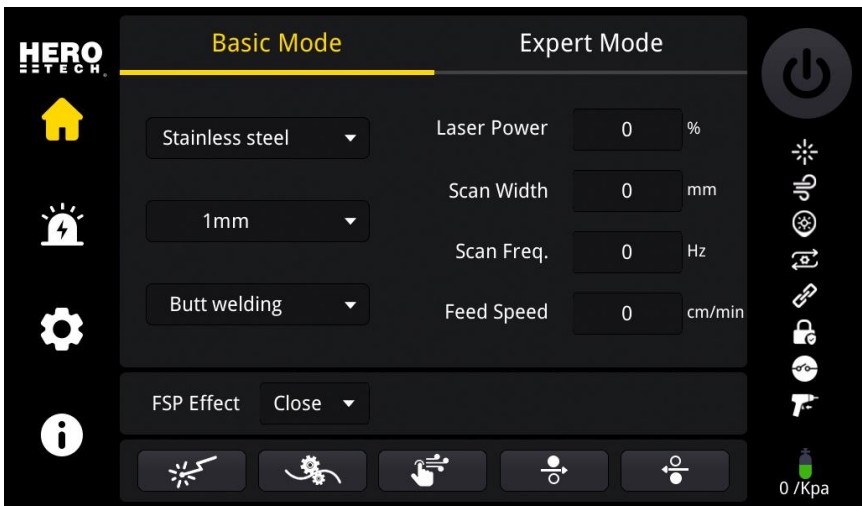 HERO
TECH®
Basic Mode
Expert Mode
Stainless steel
1mm
Butt welding
Laser Power 0 %
Scan Width 0 mm
Scan Freq. 0 Hz
Feed Speed 0 cm/min
FSP Effect Close
0 /Kpa